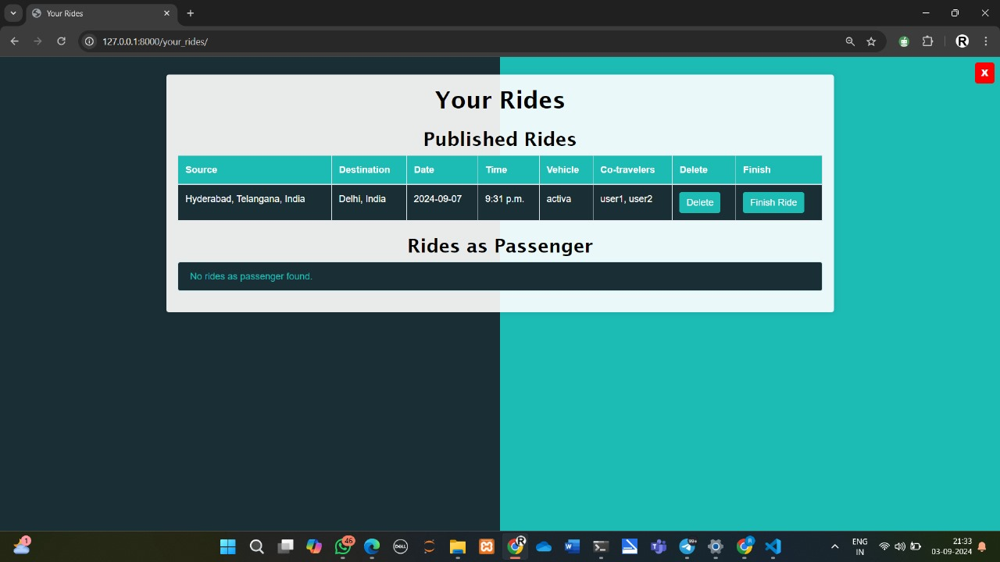 Your Rides
127.0.0.1:8000/your_rides/
R
X
Your Rides
Published Rides
Source Destination Date Time Vehicle Co-travelers Delete Finish
Hyderabad, Telangana, India Delhi, India 2024-09-07 9:31 p.m. activa user1, user2 Delete Finish Ride
Rides as Passenger
No rides as passenger found.
1 46 DELL R 99+ R ENG 21:33
IN 03-09-2024